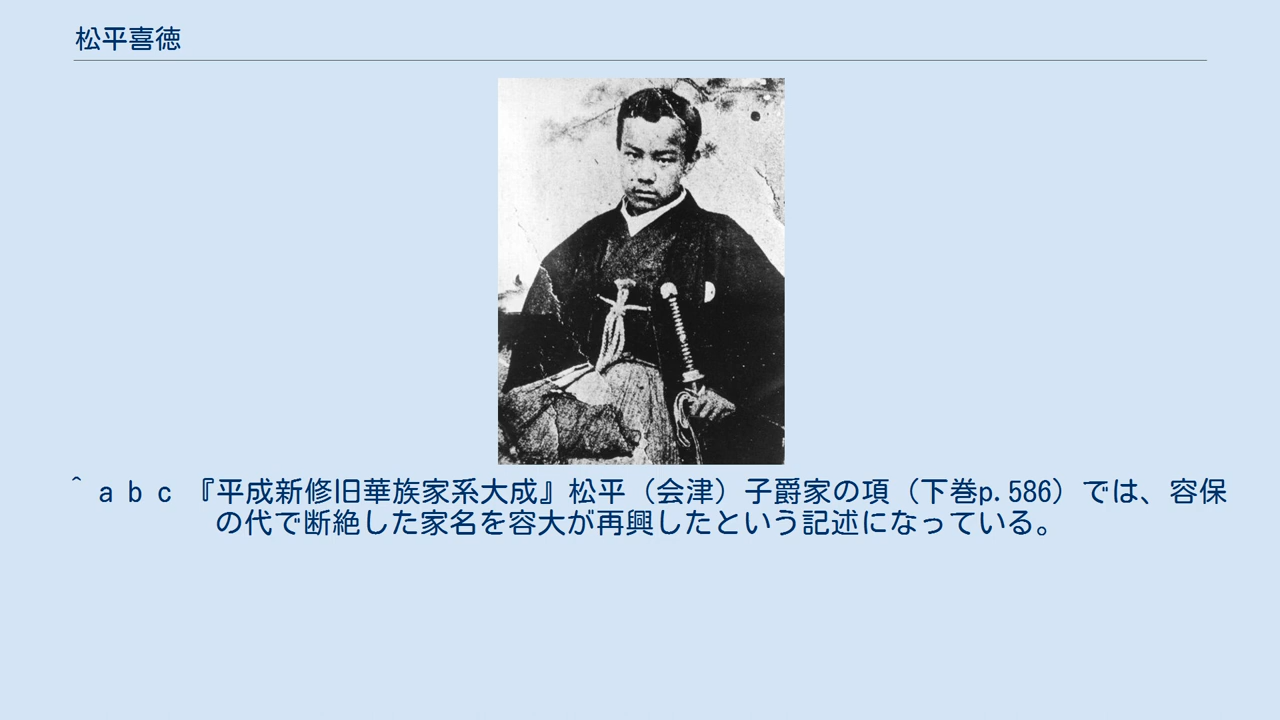 松平喜徳
^ a b c 『平成新修旧華族家系大成』松平（会津）子爵家の項（下巻p.586）では、容保
の代で断絶した家名を容大が再興したという記述になっている。